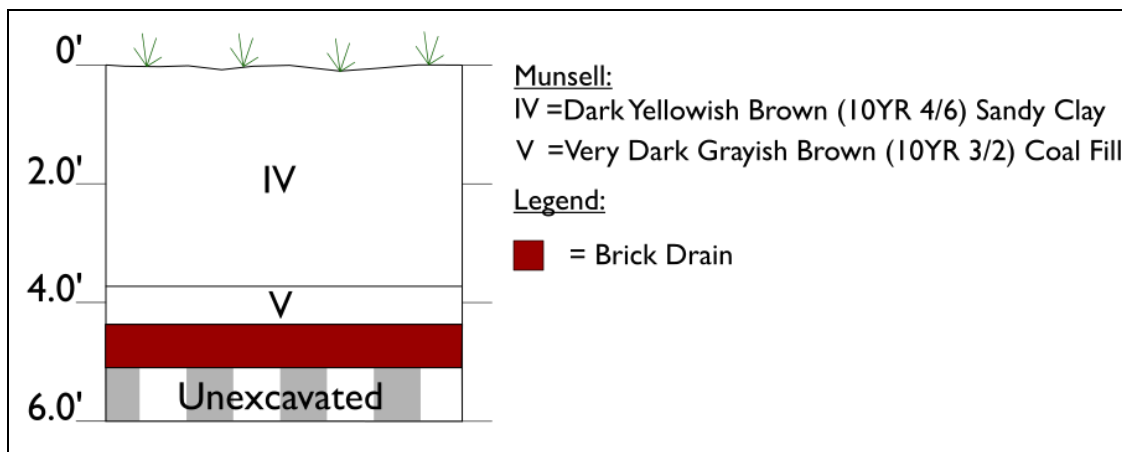 0'
2.0'
4.0'
6.0'
IV
V
Unexcavated
Munsell:
IV =Dark Yellowish Brown (10YR 4/6) Sandy Clay
V =Very Dark Grayish Brown (10YR 3/2) Coal Fill
Legend:
= Brick Drain